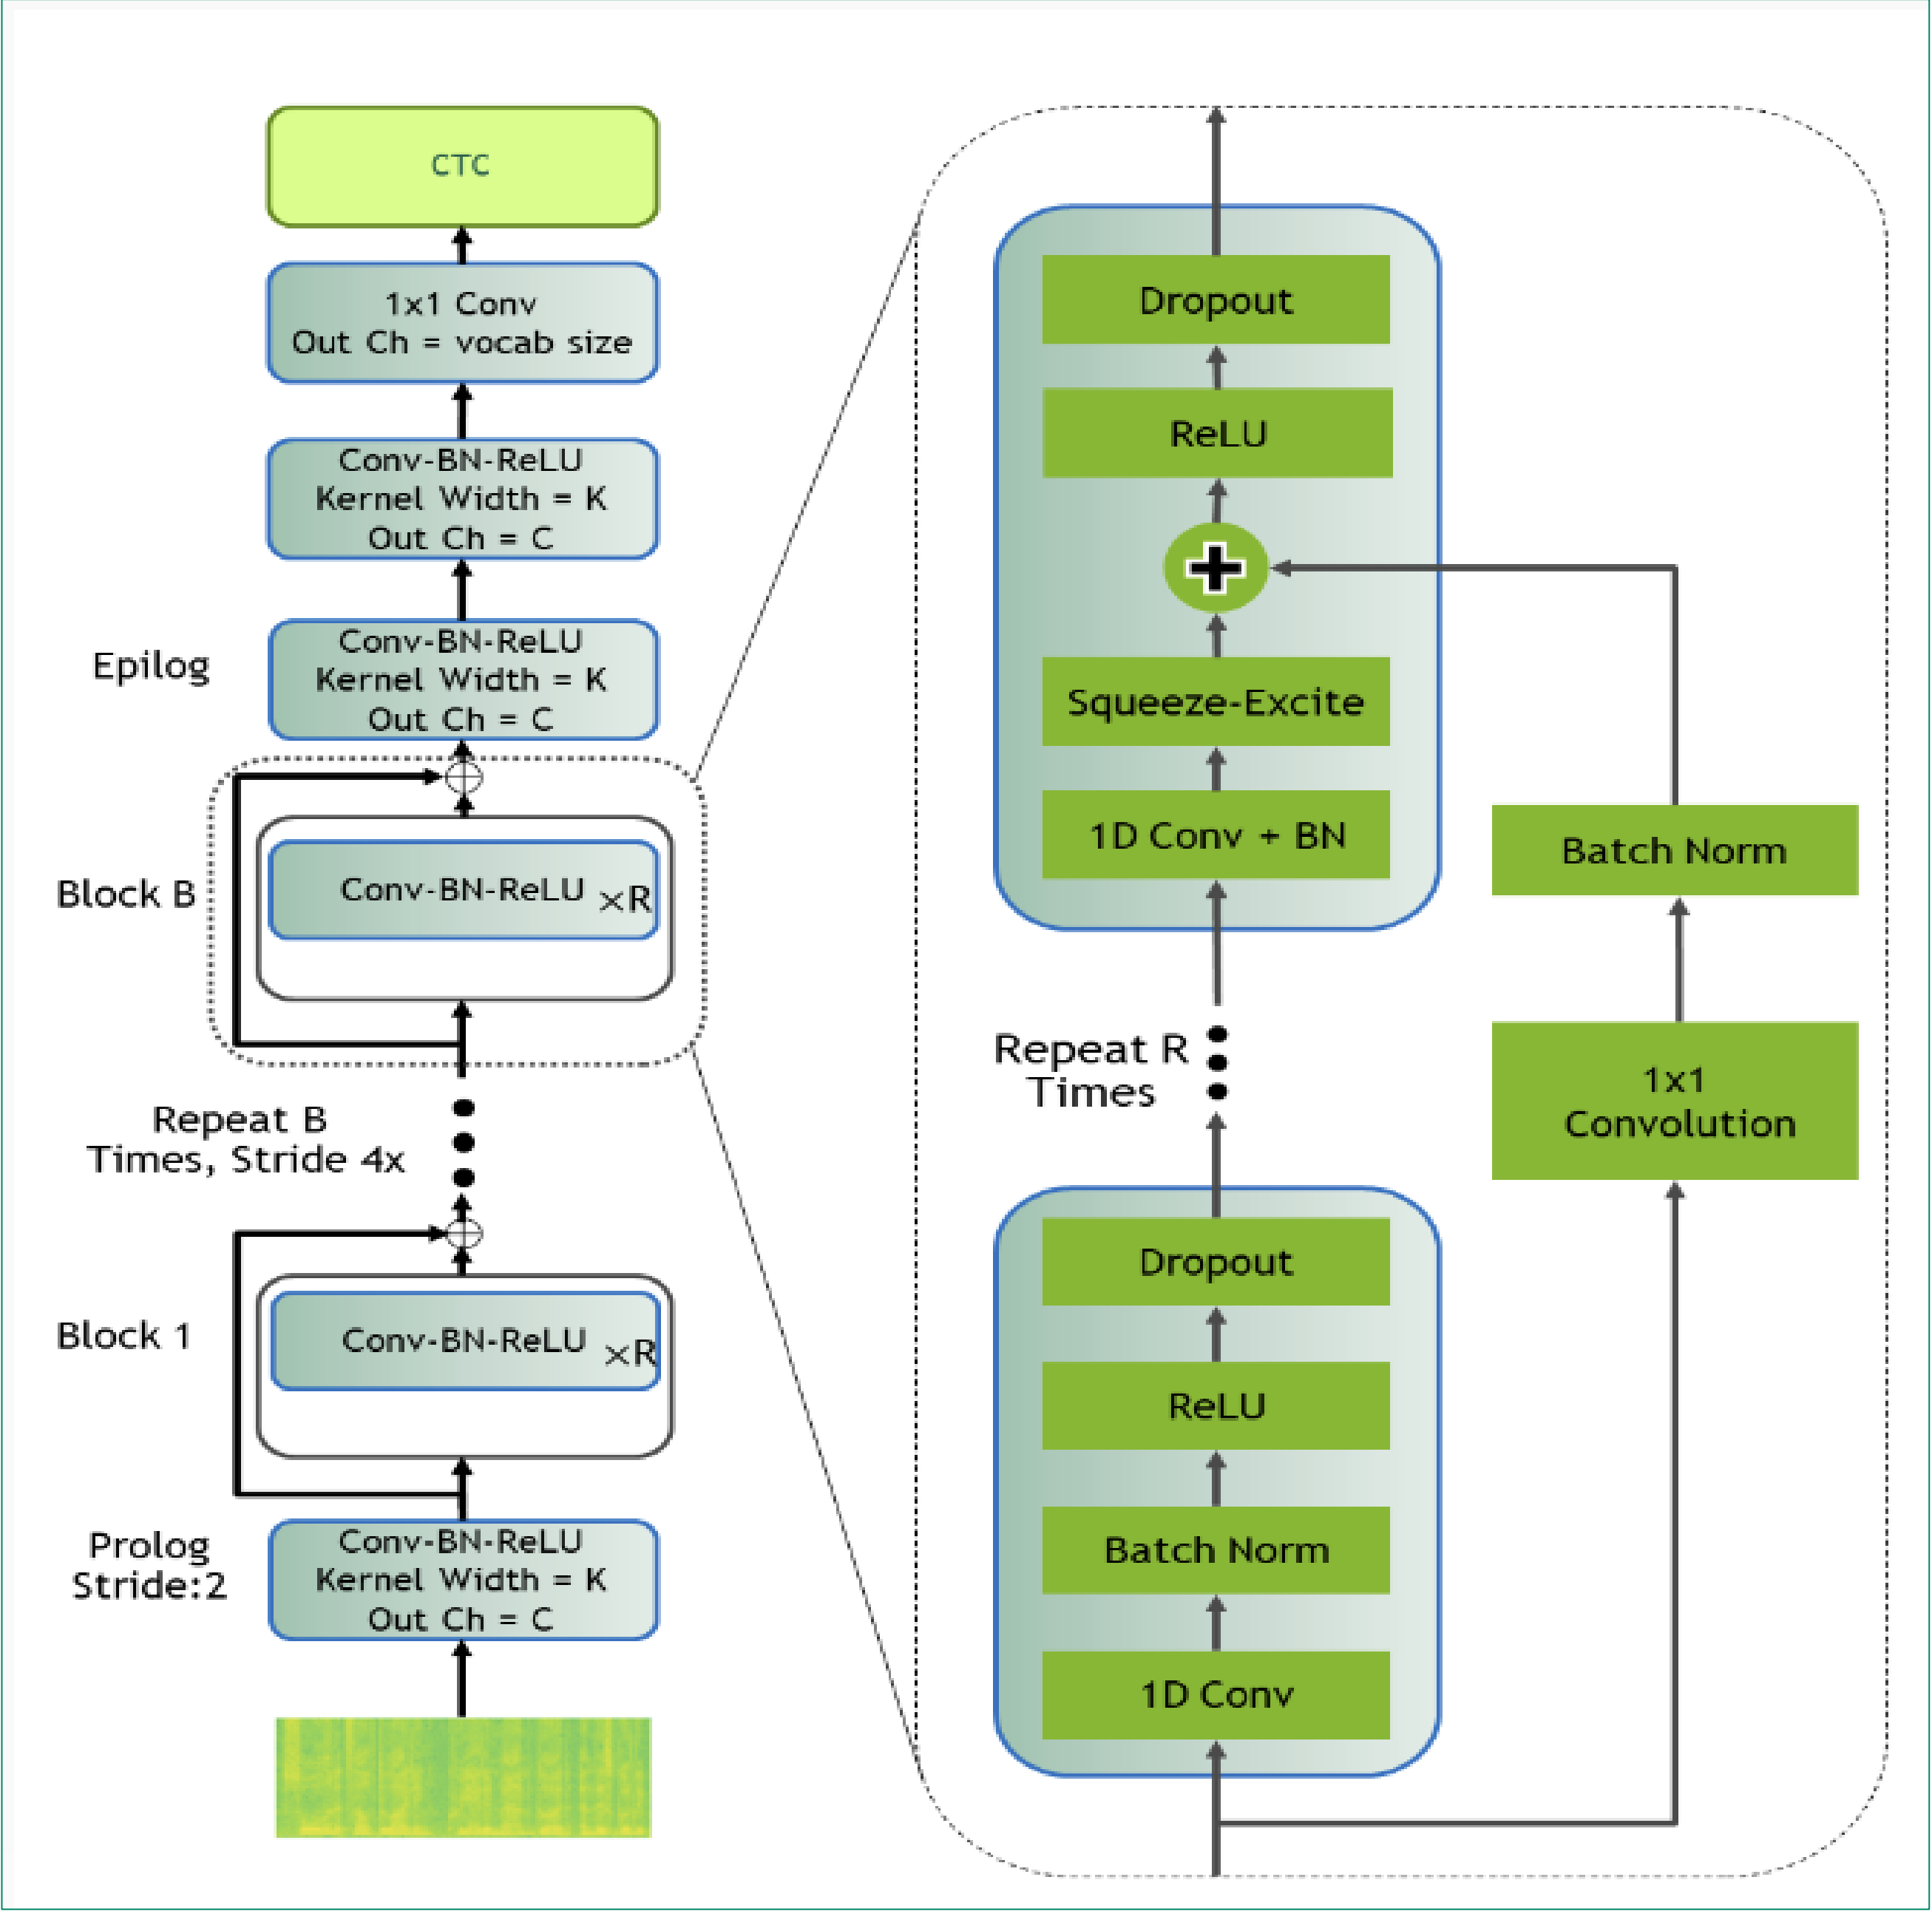 CTC
1x1 Conv
Out Ch = vocab size
Conv-BN-ReLU
Kernel Width = K
Out Ch = C
Epilog
Conv-BN-ReLU
Kernel Width = K
Out Ch = C
Block B
Conv-BN-ReLU ×R
Repeat B
Times, Stride 4x
Block 1
Conv-BN-ReLU ×R
Prolog
Stride:2
Conv-BN-ReLU
Kernel Width = K
Out Ch = C
Dropout
ReLU
+
Squeeze-Excite
1D Conv + BN
Repeat R
Times
Dropout
ReLU
Batch Norm
1D Conv
Batch Norm
1x1
Convolution